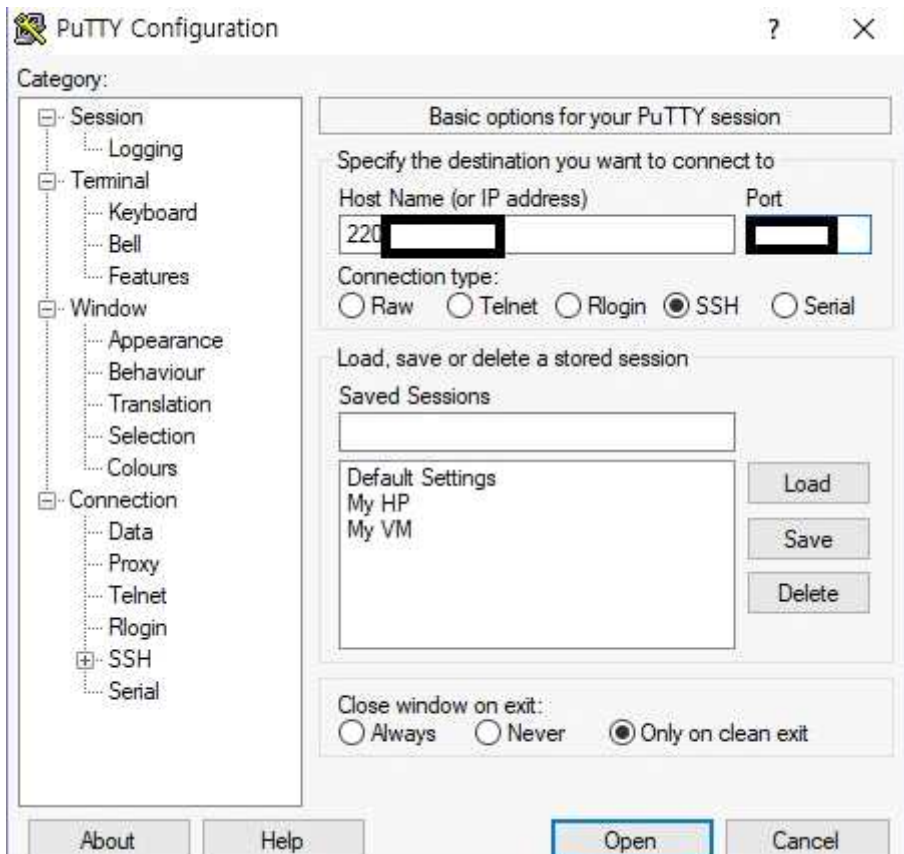 PuTTY Configuration
? ×
Category:
Session
Logging
Terminal
Keyboard
Bell
Features
Window
Appearance
Behaviour
Translation
Selection
Colours
Connection
Data
Proxy
Telnet
Rlogin
SSH
Serial
Basic options for your PuTTY session
Specify the destination you want to connect to
Host Name (or IP address) Port
220
Connection type:
Raw Telnet Rlogin SSH Serial
Load, save or delete a stored session
Saved Sessions
Default Settings
My HP
My VM
Load
Save
Delete
Close window on exit:
Always Never Only on clean exit
About Help Open Cancel